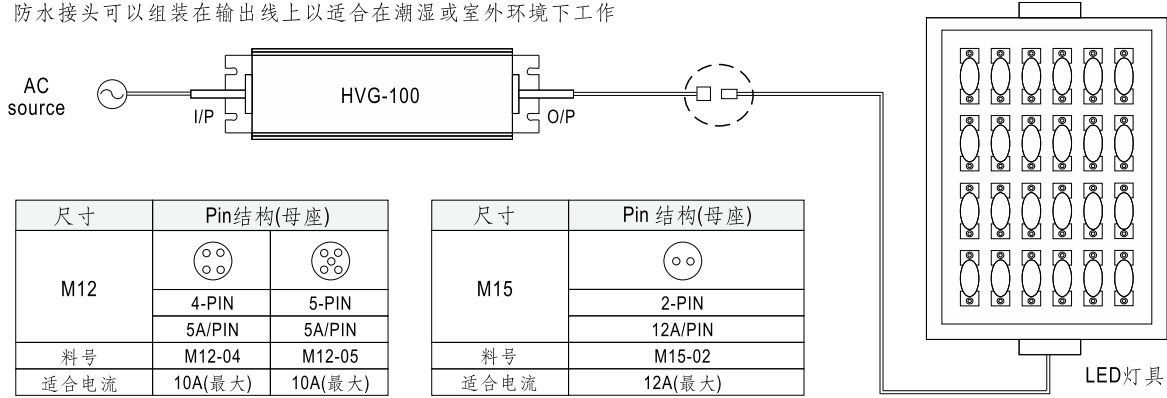 防水接头可以组装在输出线上以适合在潮湿或室外环境下工作
AC
source
I/P
HVG-100
O/P
尺寸 Pin结构(母座)
M12
4-PIN 5-PIN
5A/PIN 5A/PIN
料号 M12-04 M12-05
适合电流 10A(最大) 10A(最大)
尺寸 Pin 结构(母座)
M15
2-PIN
12A/PIN
料号 M15-02
适合电流 12A(最大)
LED灯具